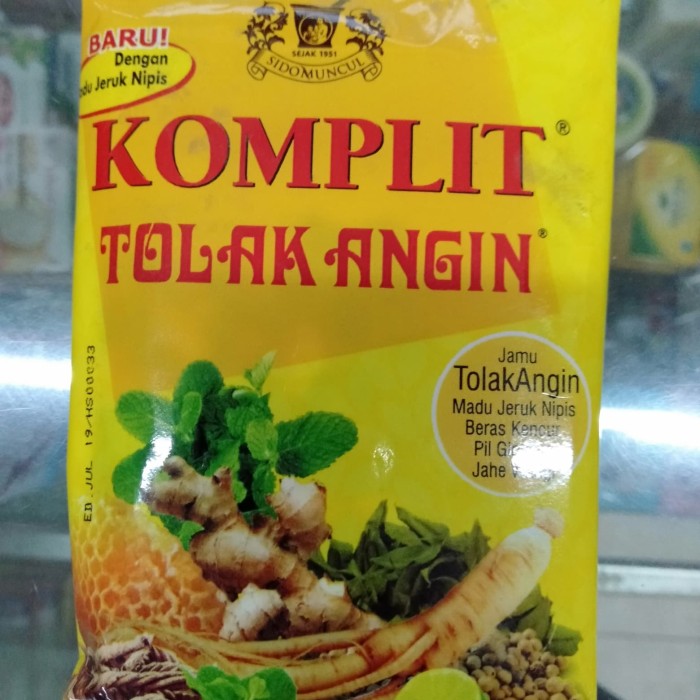 SEJAK 1951
SIDOMUNCUL
BARU!
Dengan
Jeruk Nipis
KOMPLIT®
TOLAK ANGIN®
Jamu
TolakAngin
Madu Jeruk Nipis
Beras Kencur
Pil
Jahe
ED JUL 19/HS00033